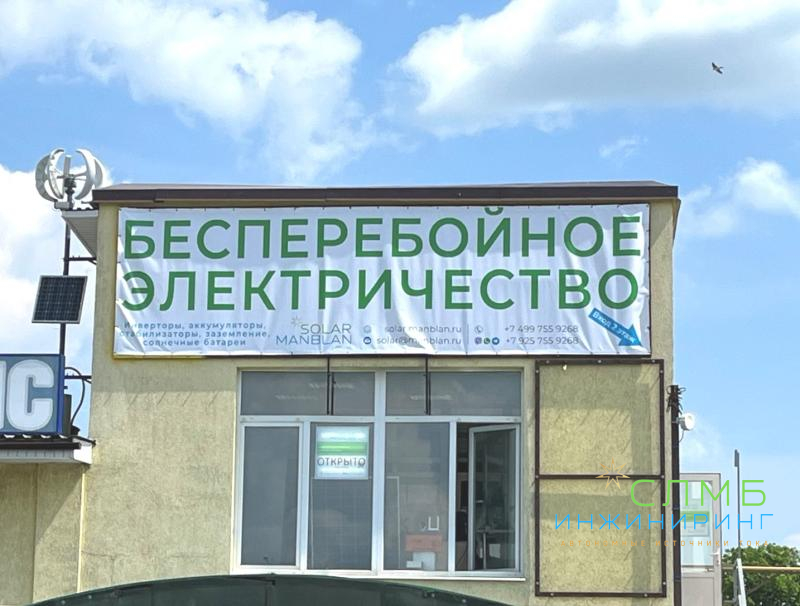 БЕСПЕРЕБОЙНОЕ
ЭЛЕКТРИЧЕСТВО
Вход 2 этаж
Инверторы, аккумуляторы,
стабилизаторы, заземление,
солнечные батареи
SOLAR
MANBLAN
solar.manblan.ru
solar@manblan.ru
+7 499 755 9268
+7 925 755 9268
ІС
ОТКРЫТО
СЛМБ
ИНЖИНИРИНГ